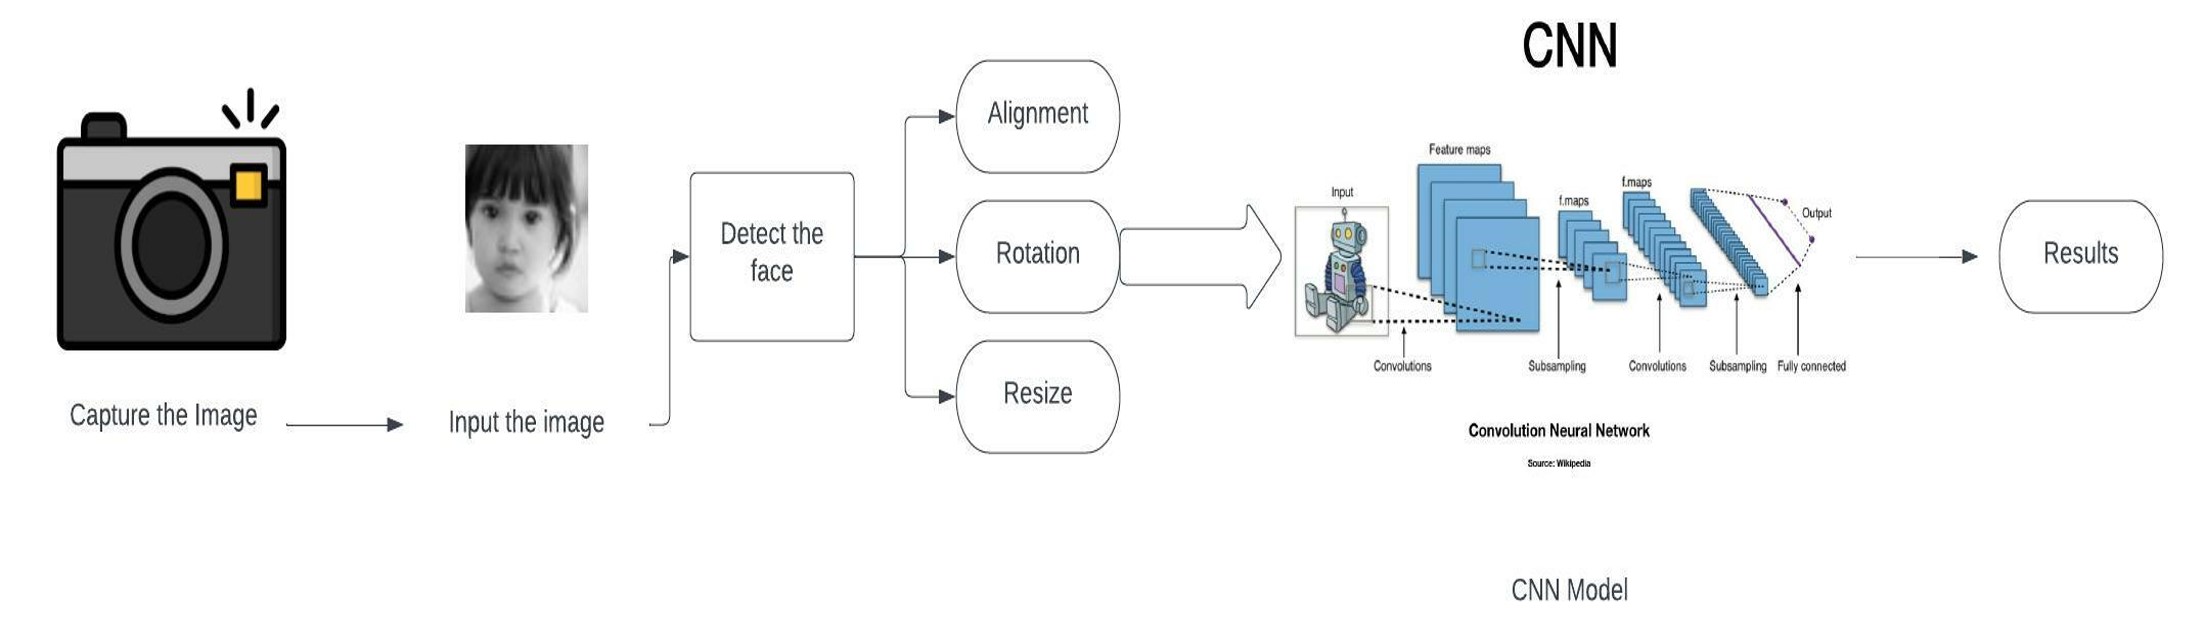 CNN
Alignment
Feature maps
f.maps
Input
f.maps
Output
Detect the
face
Rotation
Results
Convolutions
Subsampling
Convolutions
Subsampling
Fully connected
Resize
Capture the Image
Input the image
Convolution Neural Network
Source: Wikipedia
CNN Model